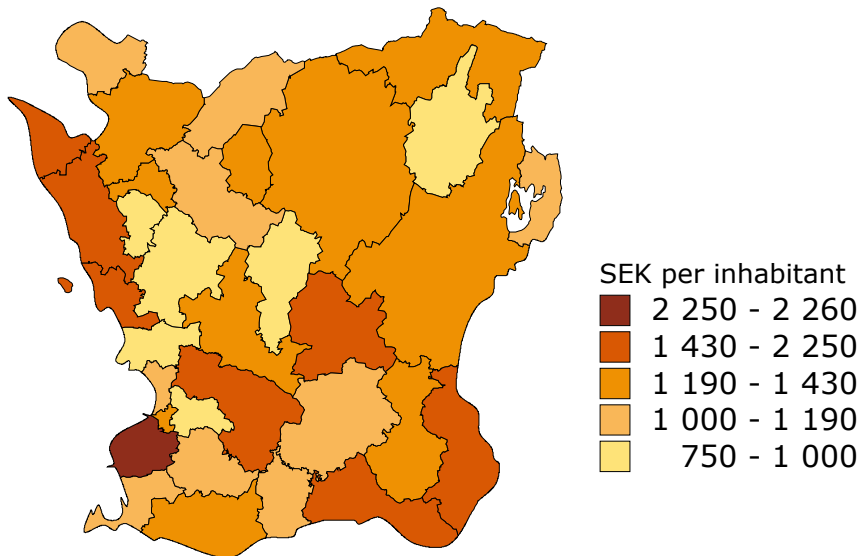 SEK per inhabitant
2 250 - 2 260
1 430 - 2 250
1 190 - 1 430
1 000 - 1 190
750 - 1 000